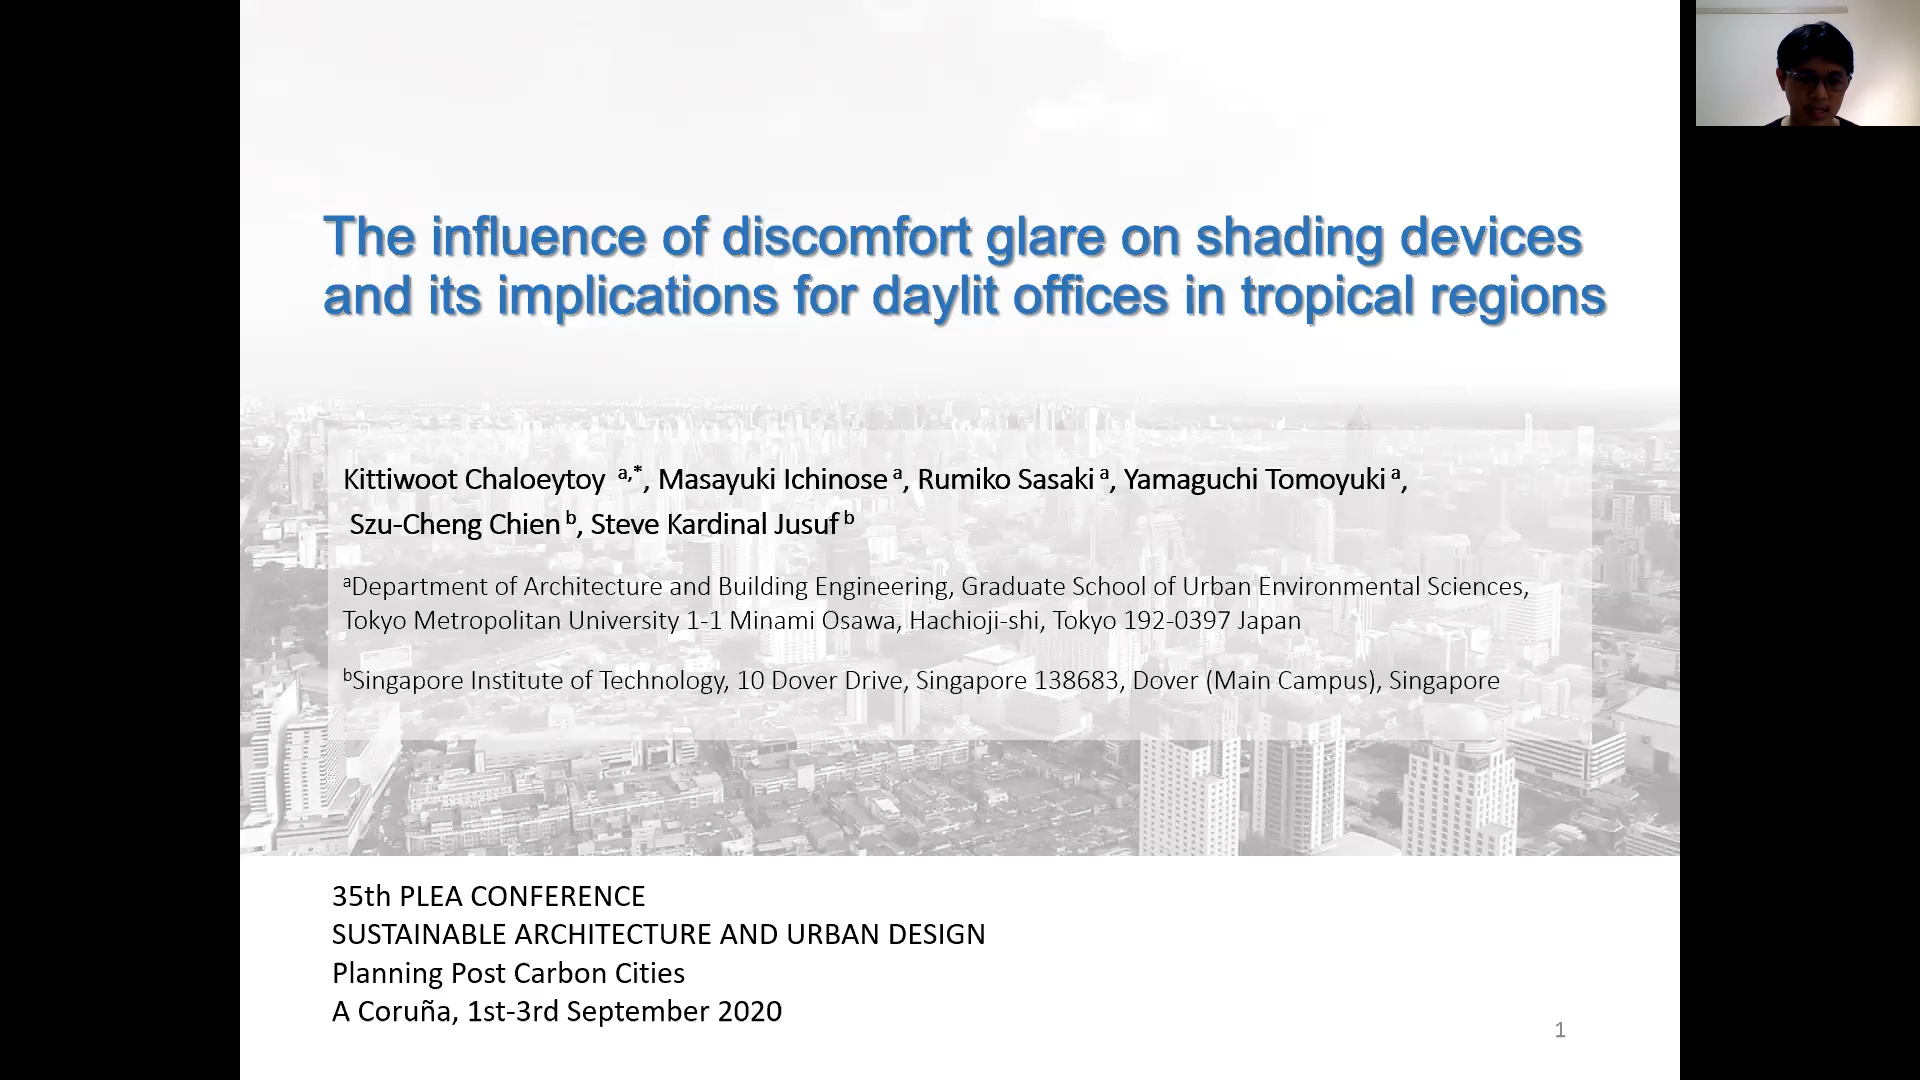 The influence of discomfort glare on shading devices
and its implications for daylit offices in tropical regions
Kittiwoot Chaloeytoy a,*, Masayuki Ichinose a, Rumiko Sasaki a, Yamaguchi Tomoyuki a,
Szu-Cheng Chien b, Steve Kardinal Jusuf b
aDepartment of Architecture and Building Engineering, Graduate School of Urban Environmental Sciences,
Tokyo Metropolitan University 1-1 Minami Osawa, Hachioji-shi, Tokyo 192-0397 Japan
bSingapore Institute of Technology, 10 Dover Drive, Singapore 138683, Dover (Main Campus), Singapore
35th PLEA CONFERENCE
SUSTAINABLE ARCHITECTURE AND URBAN DESIGN
Planning Post Carbon Cities
A Coruña, 1st-3rd September 2020
1